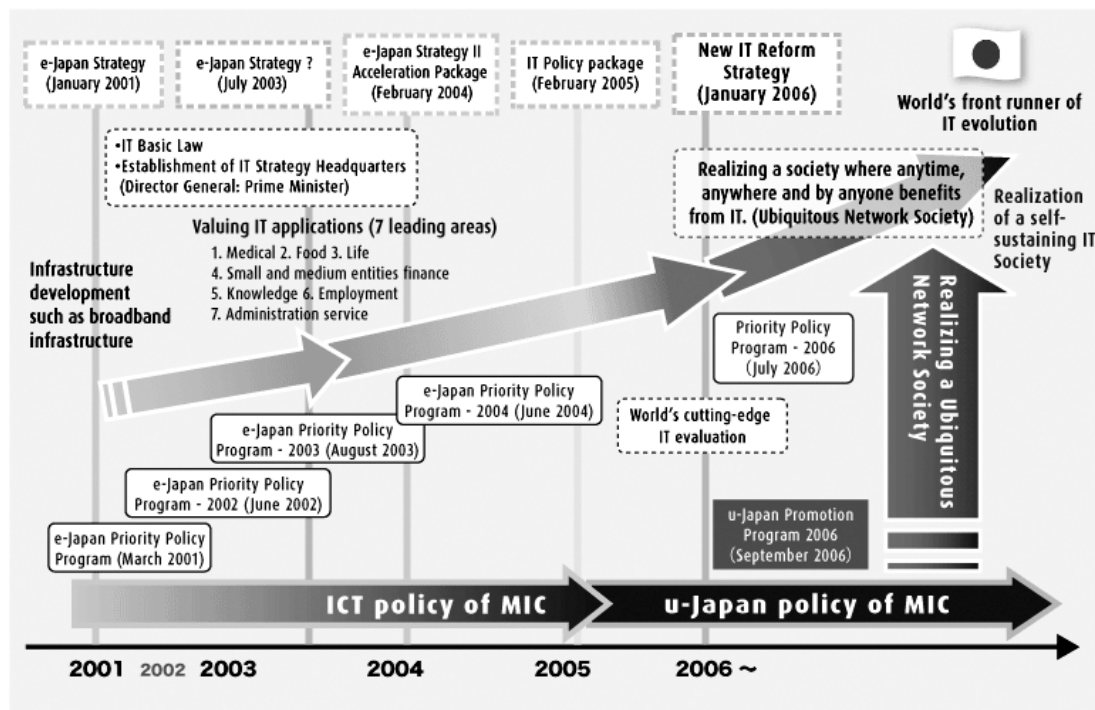 e-Japan Strategy
(January 2001)
e-Japan Strategy ?
(July 2003)
e-Japan Strategy II
Acceleration Package
(February 2004)
IT Policy package
(February 2005)
New IT Reform
Strategy
(January 2006)
World's front runner of
IT evolution
•IT Basic Law
•Establishment of IT Strategy Headquarters
(Director General: Prime Minister)
Realizing a society where anytime,
anywhere and by anyone benefits
from IT. (Ubiquitous Network Society)
Realization
of a self-
sustaining IT
Society
Valuing IT applications (7 leading areas)
1. Medical 2. Food 3. Life
4. Small and medium entities finance
5. Knowledge 6. Employment
7. Administration service
Infrastructure
development
such as broadband
infrastructure
Realizing a Ubiquitous
Network Society
Priority Policy
Program - 2006
(July 2006)
e-Japan Priority Policy
Program - 2004 (June 2004)
World's cutting-edge
IT evaluation
e-Japan Priority Policy
Program - 2003 (August 2003)
e-Japan Priority Policy
Program - 2002 (June 2002)
e-Japan Priority Policy
Program (March 2001)
u-Japan Promotion
Program 2006
(September 2006)
ICT policy of MIC
u-Japan policy of MIC
2001 2002 2003 2004 2005 2006 ~